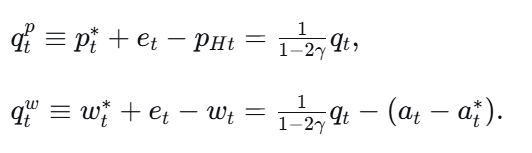 q_t^p ≡ p_t^* + e_t − p_{Ht} = \frac{1}{1−2γ} q_t,
q_t^w ≡ w_t^* + e_t − w_t = \frac{1}{1−2γ} q_t − (a_t − a_t^*).